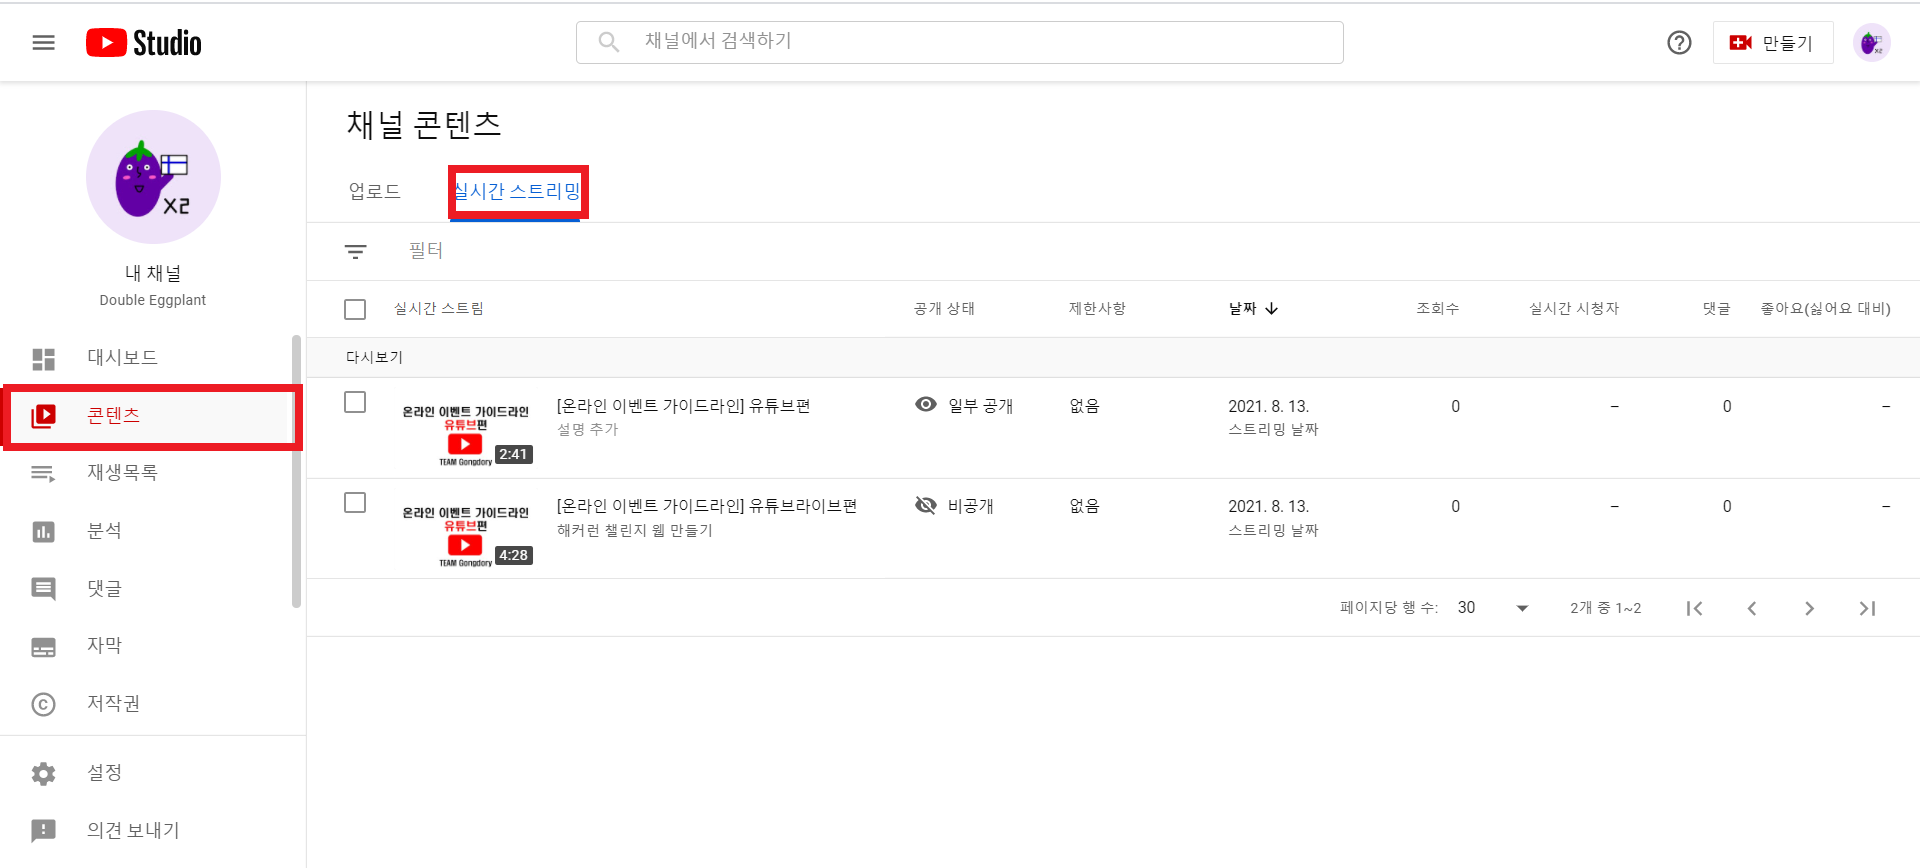 Studio
채널에서 검색하기
만들기
X2
내 채널
Double Eggplant
대시보드
콘텐츠
재생목록
분석
댓글
자막
저작권
설정
의견 보내기
채널 콘텐츠
업로드 실시간 스트리밍
필터
실시간 스트림 공개 상태 제한사항 날짜 조회수 실시간 시청자 댓글 좋아요(싫어요 대비)
다시보기
온라인 이벤트 가이드라인
유튜브편
TEAM Gongdory
2:41
[온라인 이벤트 가이드라인] 유튜브편 일부 공개 없음 2021. 8. 13. 0 – 0 –
설명 추가 스트리밍 날짜
온라인 이벤트 가이드라인
유튜브편
TEAM Gongdory
4:28
[온라인 이벤트 가이드라인] 유튜브라이브편 비공개 없음 2021. 8. 13. 0 – 0 –
해커런 챌린지 웹 만들기 스트리밍 날짜
페이지당 행 수: 30 2개 중 1~2